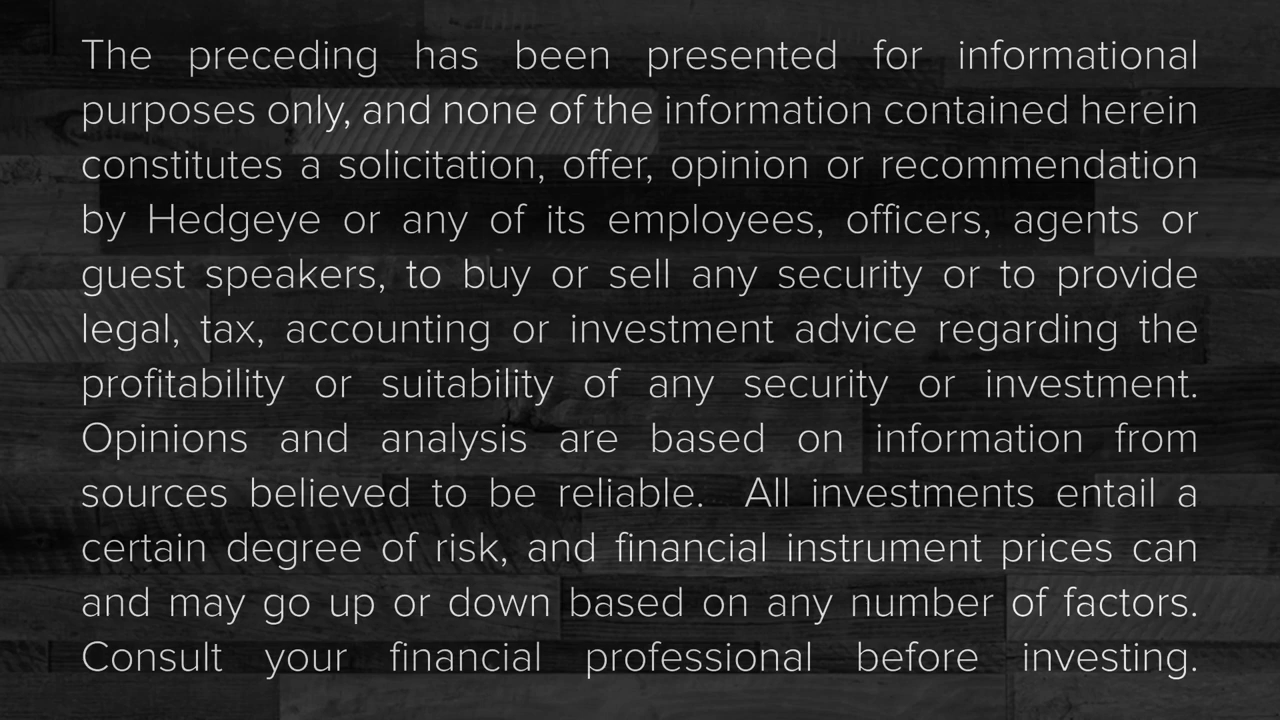 The preceding has been presented for informational
purposes only, and none of the information contained herein
constitutes a solicitation, offer, opinion or recommendation
by Hedgeye or any of its employees, officers, agents or
guest speakers, to buy or sell any security or to provide
legal, tax, accounting or investment advice regarding the
profitability or suitability of any security or investment.
Opinions and analysis are based on information from
sources believed to be reliable.  All investments entail a
certain degree of risk, and financial instrument prices can
and may go up or down based on any number of factors.
Consult your financial professional before investing.